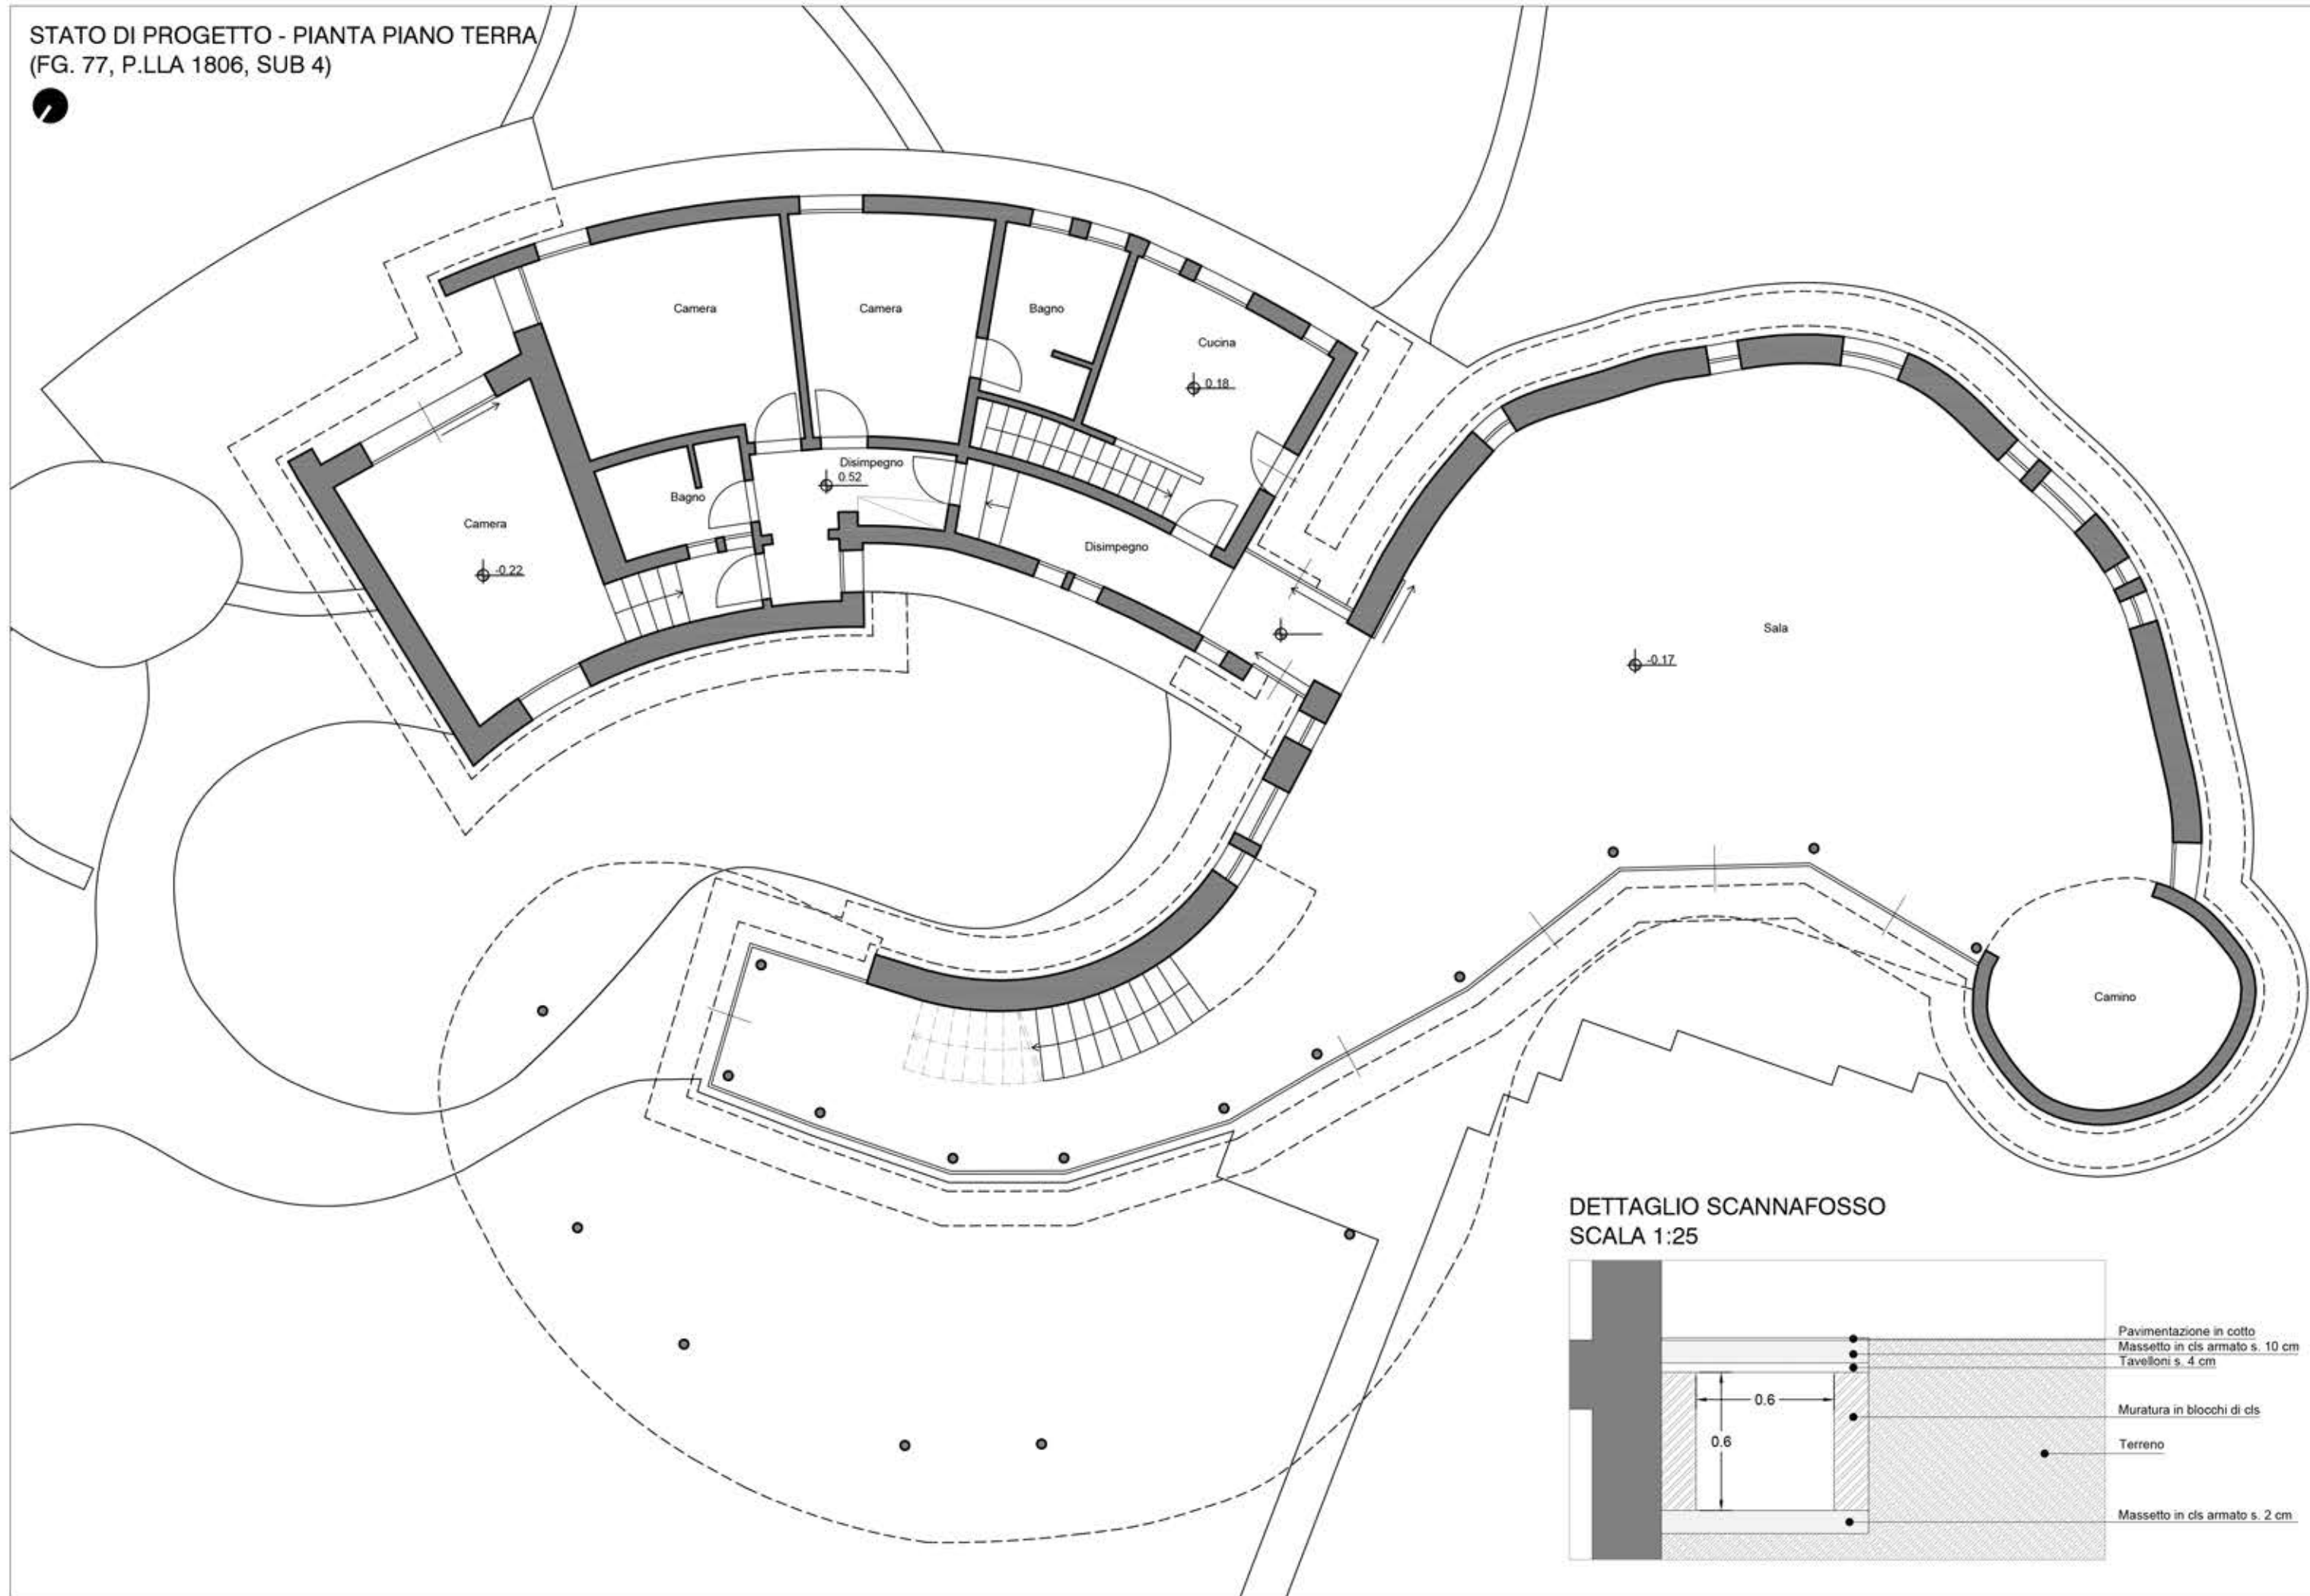 STATO DI PROGETTO - PIANTA PIANO TERRA
(FG. 77, P.LLA 1806, SUB 4)
Camera
Camera
Bagno
Cucina
0.18
Disimpegno
0.52
Bagno
Camera
-0.22
Disimpegno
Sala
-0.17
Camino
DETTAGLIO SCANNAFOSSO
SCALA 1:25
Pavimentazione in cotto
Massetto in cls armato s. 10 cm
Tavelloni s. 4 cm
0.6
Muratura in blocchi di cls
0.6
Terreno
Massetto in cls armato s. 2 cm